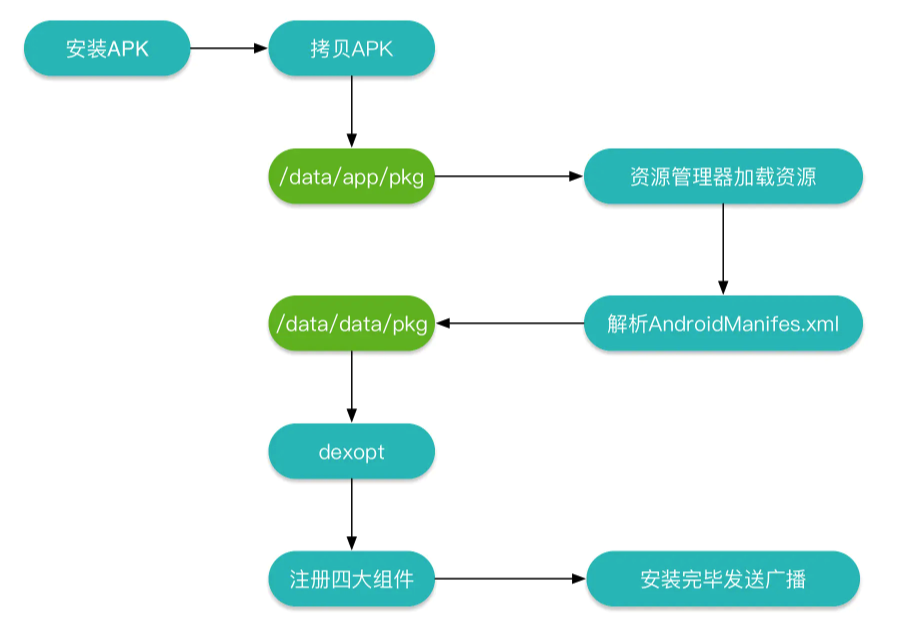 安装APK
拷贝APK
/data/app/pkg
资源管理器加载资源
/data/data/pkg
解析AndroidManifes.xml
dexopt
注册四大组件
安装完毕发送广播